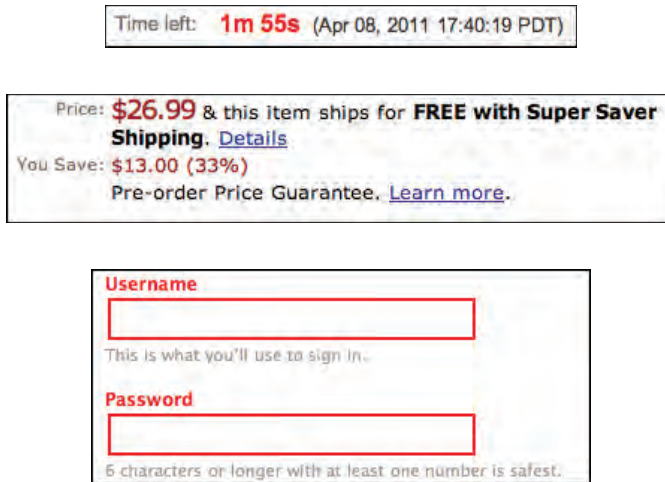 Time left: 1m 55s (Apr 08, 2011 17:40:19 PDT)
Price: $26.99 & this item ships for FREE with Super Saver
Shipping. Details
You Save: $13.00 (33%)
Pre-order Price Guarantee. Learn more.
Username
This is what you'll use to sign in.
Password
6 characters or longer with at least one number is safest.